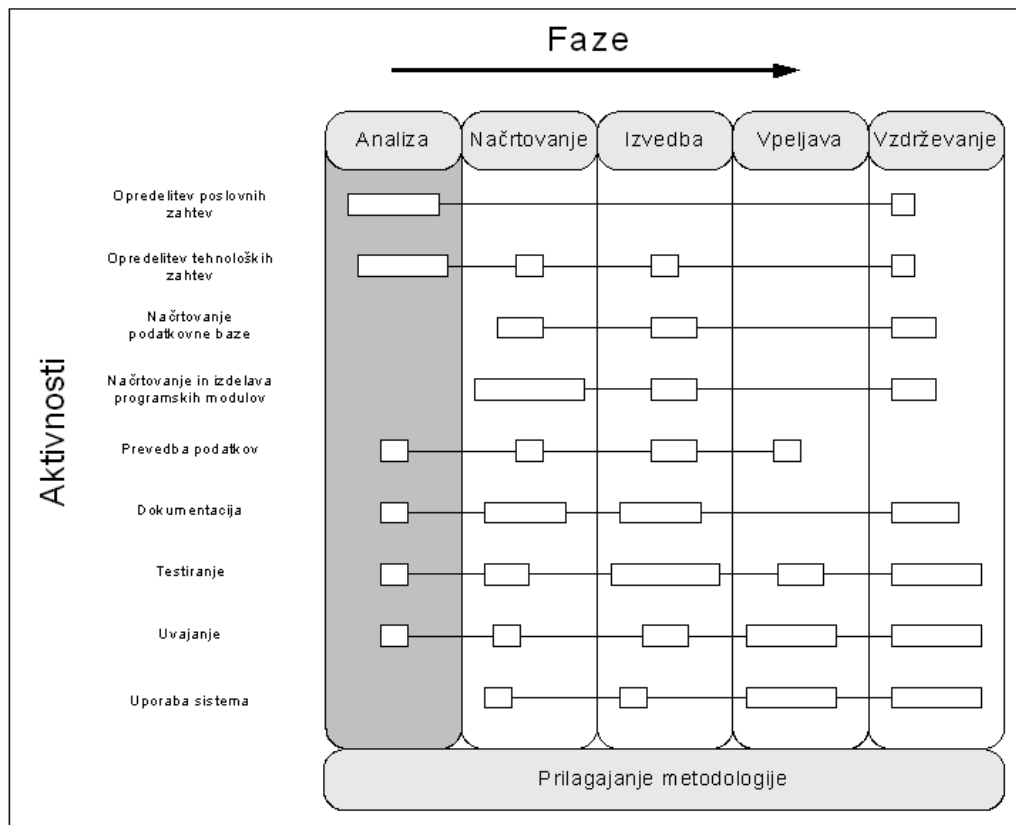 Faze
Analiza
Načrtovanje
Izvedba
Vpeljava
Vzdrževanje
Aktivnosti
Opredelitev poslovnih
zahtev
Opredelitev tehnoloških
zahtev
Načrtovanje
podatkovne baze
Načrtovanje in izdelava
programskih modulov
Prevedba podatkov
Dokumentacija
Testiranje
Uvajanje
Uporaba sistema
Prilagajanje metodologije